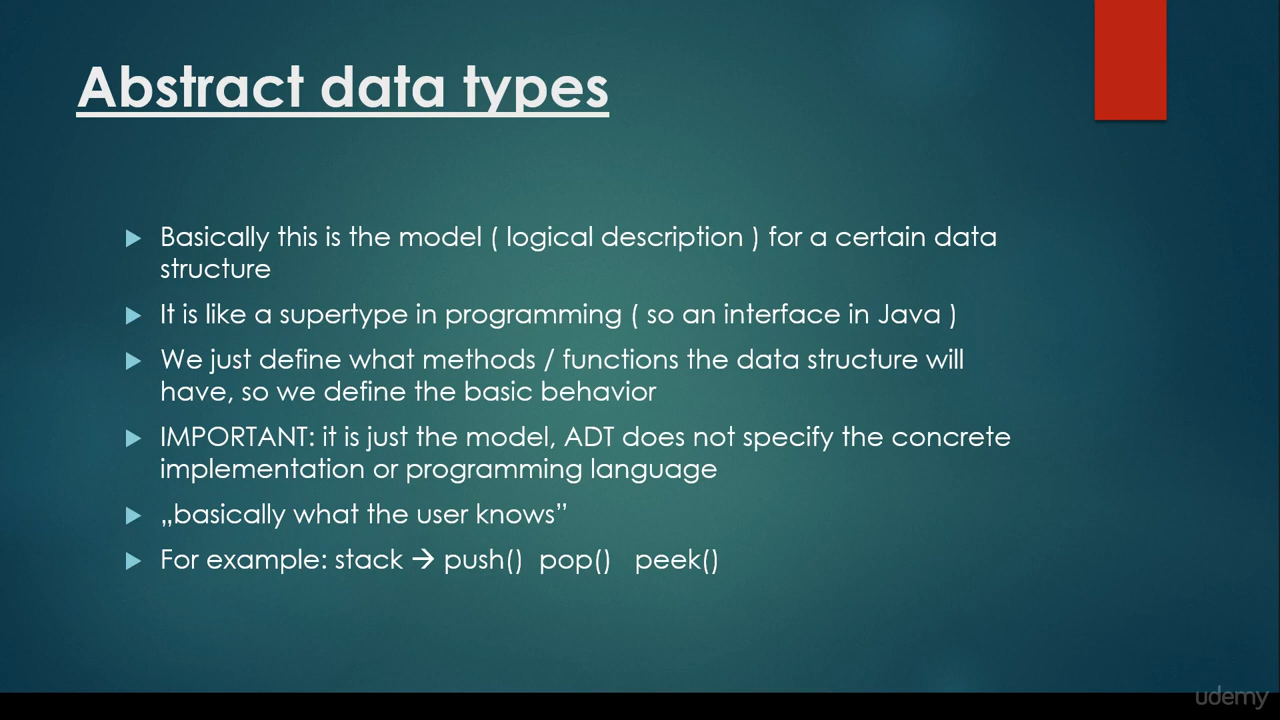 Abstract data types
Basically this is the model ( logical description ) for a certain data
structure
It is like a supertype in programming ( so an interface in Java )
We just define what methods / functions the data structure will
have, so we define the basic behavior
IMPORTANT: it is just the model, ADT does not specify the concrete
implementation or programming language
„basically what the user knows”
For example: stack → push() pop() peek()
udemy